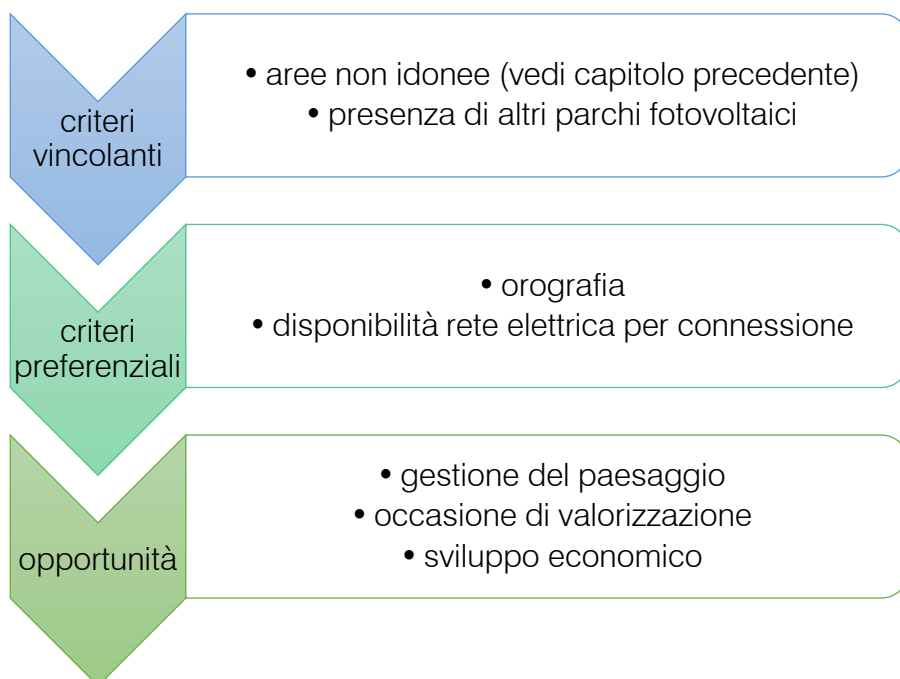 criteri
vincolanti
• aree non idonee (vedi capitolo precedente)
• presenza di altri parchi fotovoltaici
criteri
preferenziali
• orografia
• disponibilità rete elettrica per connessione
opportunità
• gestione del paesaggio
• occasione di valorizzazione
• sviluppo economico